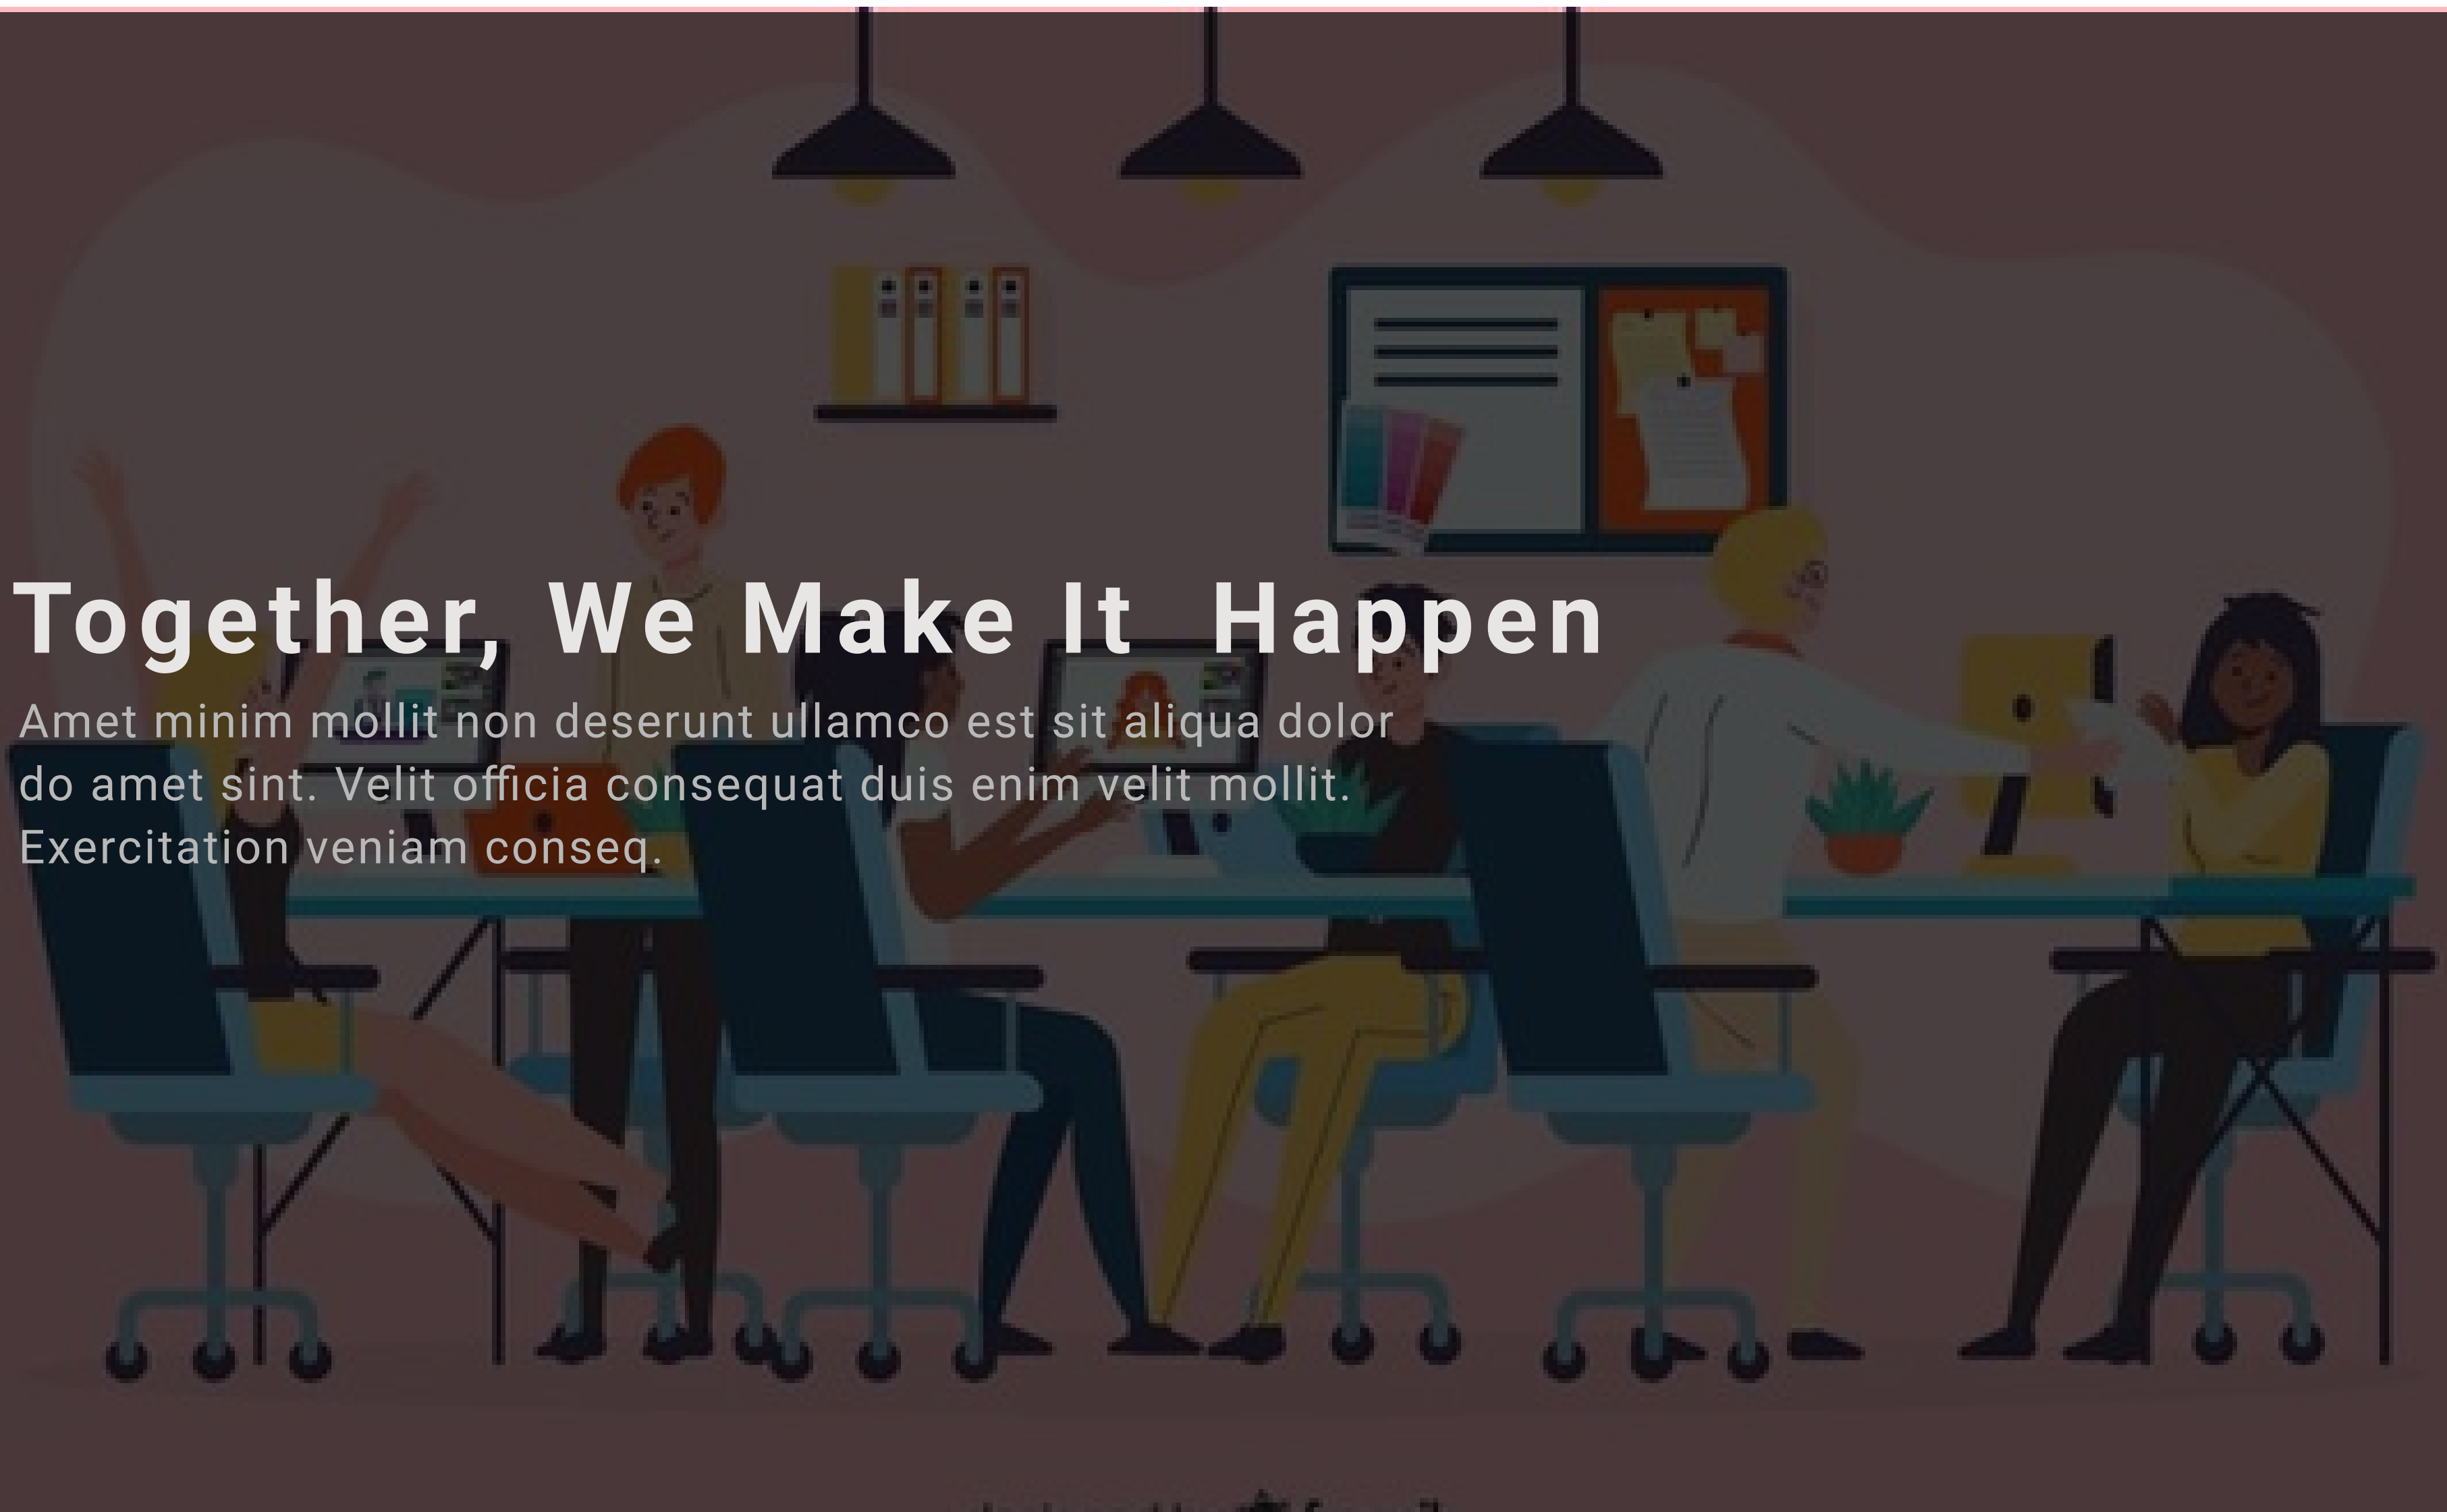 Together, We Make It Happen
Amet minim mollit non deserunt ullamco est sit aliqua dolor
do amet sint. Velit officia consequat duis enim velit mollit.
Exercitation veniam conseq.